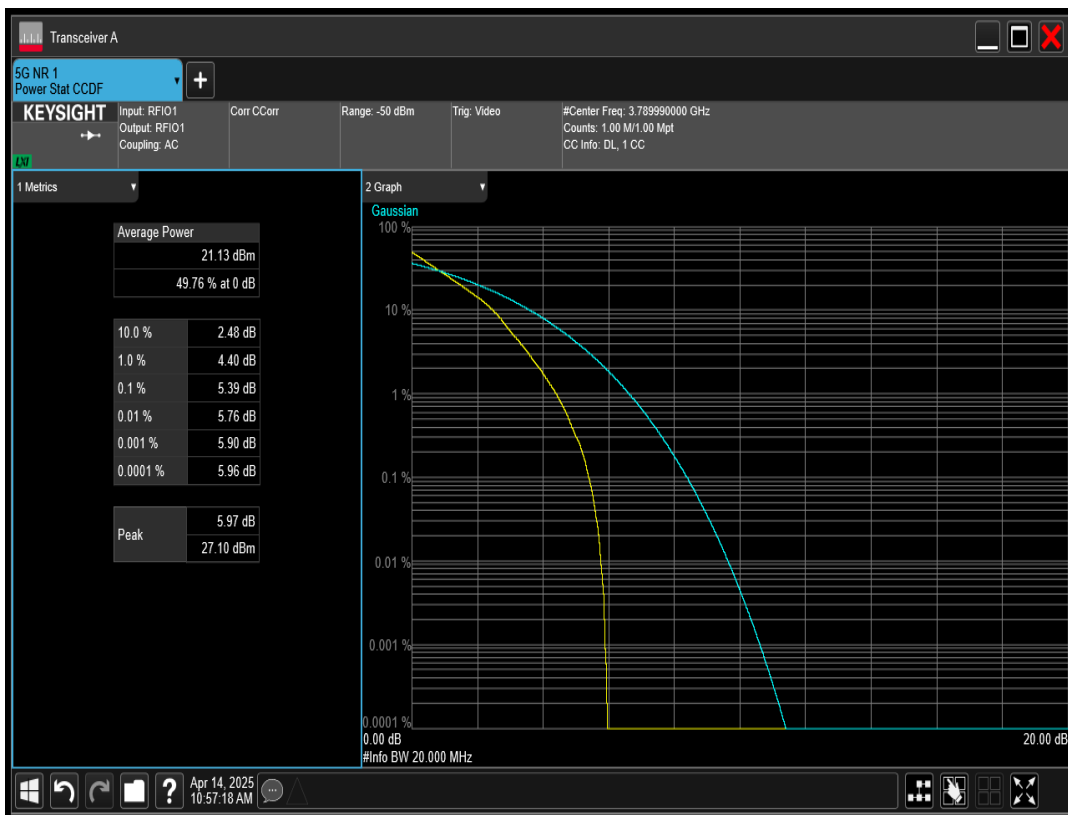 Transceiver A
5G NR 1
Power Stat CCDF
+
KEYSIGHT
LXI
Input: RFIO1
Output: RFIO1
Coupling: AC
Corr CCorr
Range: -50 dBm
Trig: Video
#Center Freq: 3.789990000 GHz
Counts: 1.00 M/1.00 Mpt
CC Info: DL, 1 CC
1 Metrics
Average Power
21.13 dBm
49.76 % at 0 dB
10.0 % 2.48 dB
1.0 % 4.40 dB
0.1 % 5.39 dB
0.01 % 5.76 dB
0.001 % 5.90 dB
0.0001 % 5.96 dB
Peak
5.97 dB
27.10 dBm
2 Graph
Gaussian
100 %
10 %
1 %
0.1 %
0.01 %
0.001 %
0.0001 %
0.00 dB 20.00 dB
#Info BW 20.000 MHz
?
Apr 14, 2025
10:57:18 AM